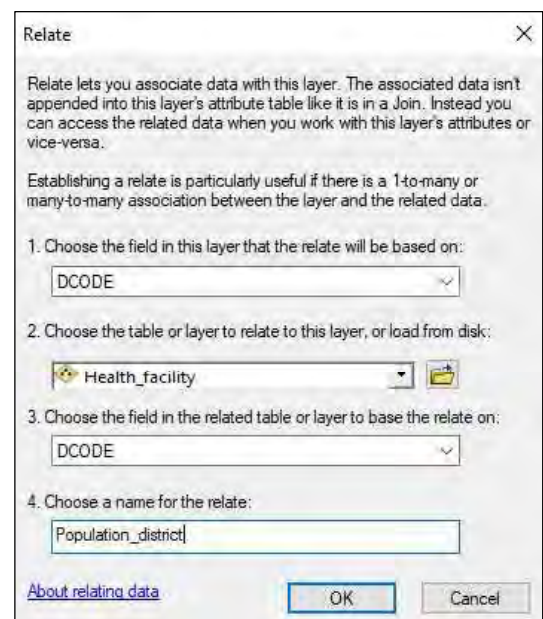 Relate
Relate lets you associate data with this layer. The associated data isn't
appended into this layer's attribute table like it is in a Join. Instead you
can access the related data when you work with this layer's attributes or
vice-versa.
Establishing a relate is particularly useful if there is a 1-to-many or
many-to-many association between the layer and the related data.
1. Choose the field in this layer that the relate will be based on:
DCODE
2. Choose the table or layer to relate to this layer, or load from disk:
Health_facility
3. Choose the field in the related table or layer to base the relate on:
DCODE
4. Choose a name for the relate:
Population_district
About relating data
OK
Cancel